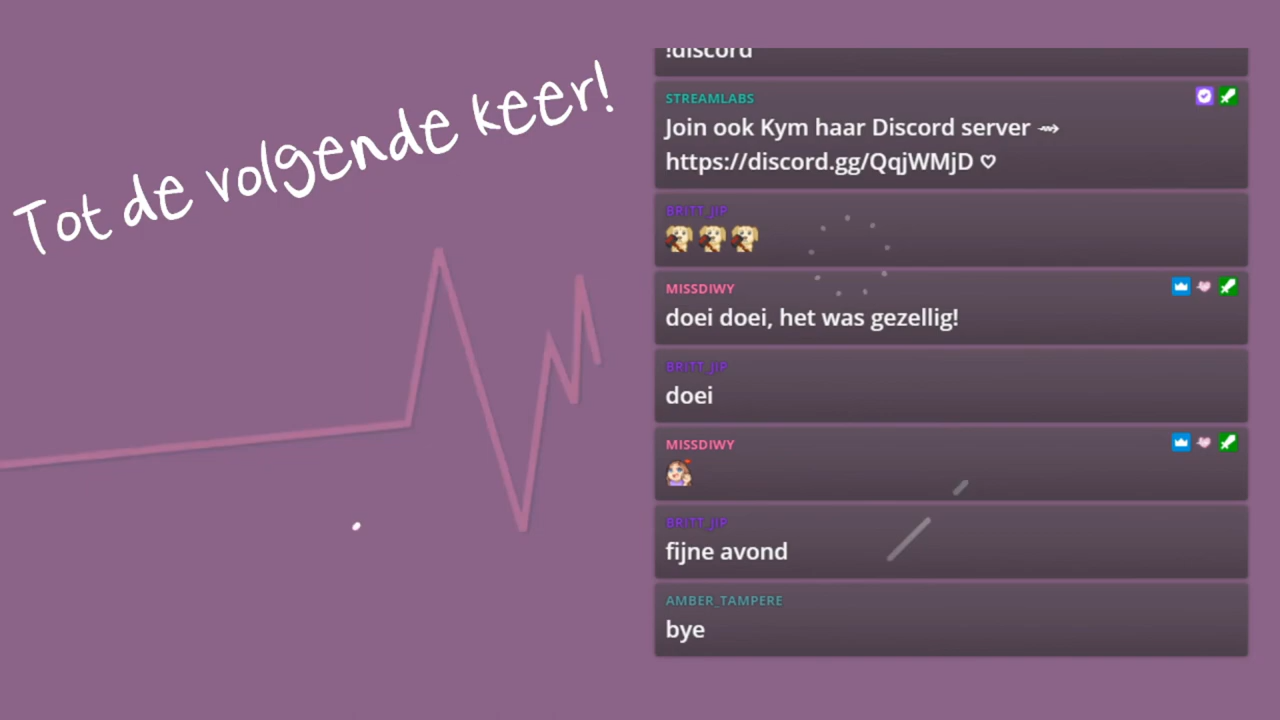 Tot de volgende keer!
!discord
STREAMLABS
Join ook Kym haar Discord server ⇝
https://discord.gg/QqjWMjD ♡
BRITT_JIP
MISSDIWY
doei doei, het was gezellig!
BRITT_JIP
doei
MISSDIWY
BRITT_JIP
fijne avond
AMBER_TAMPERE
bye